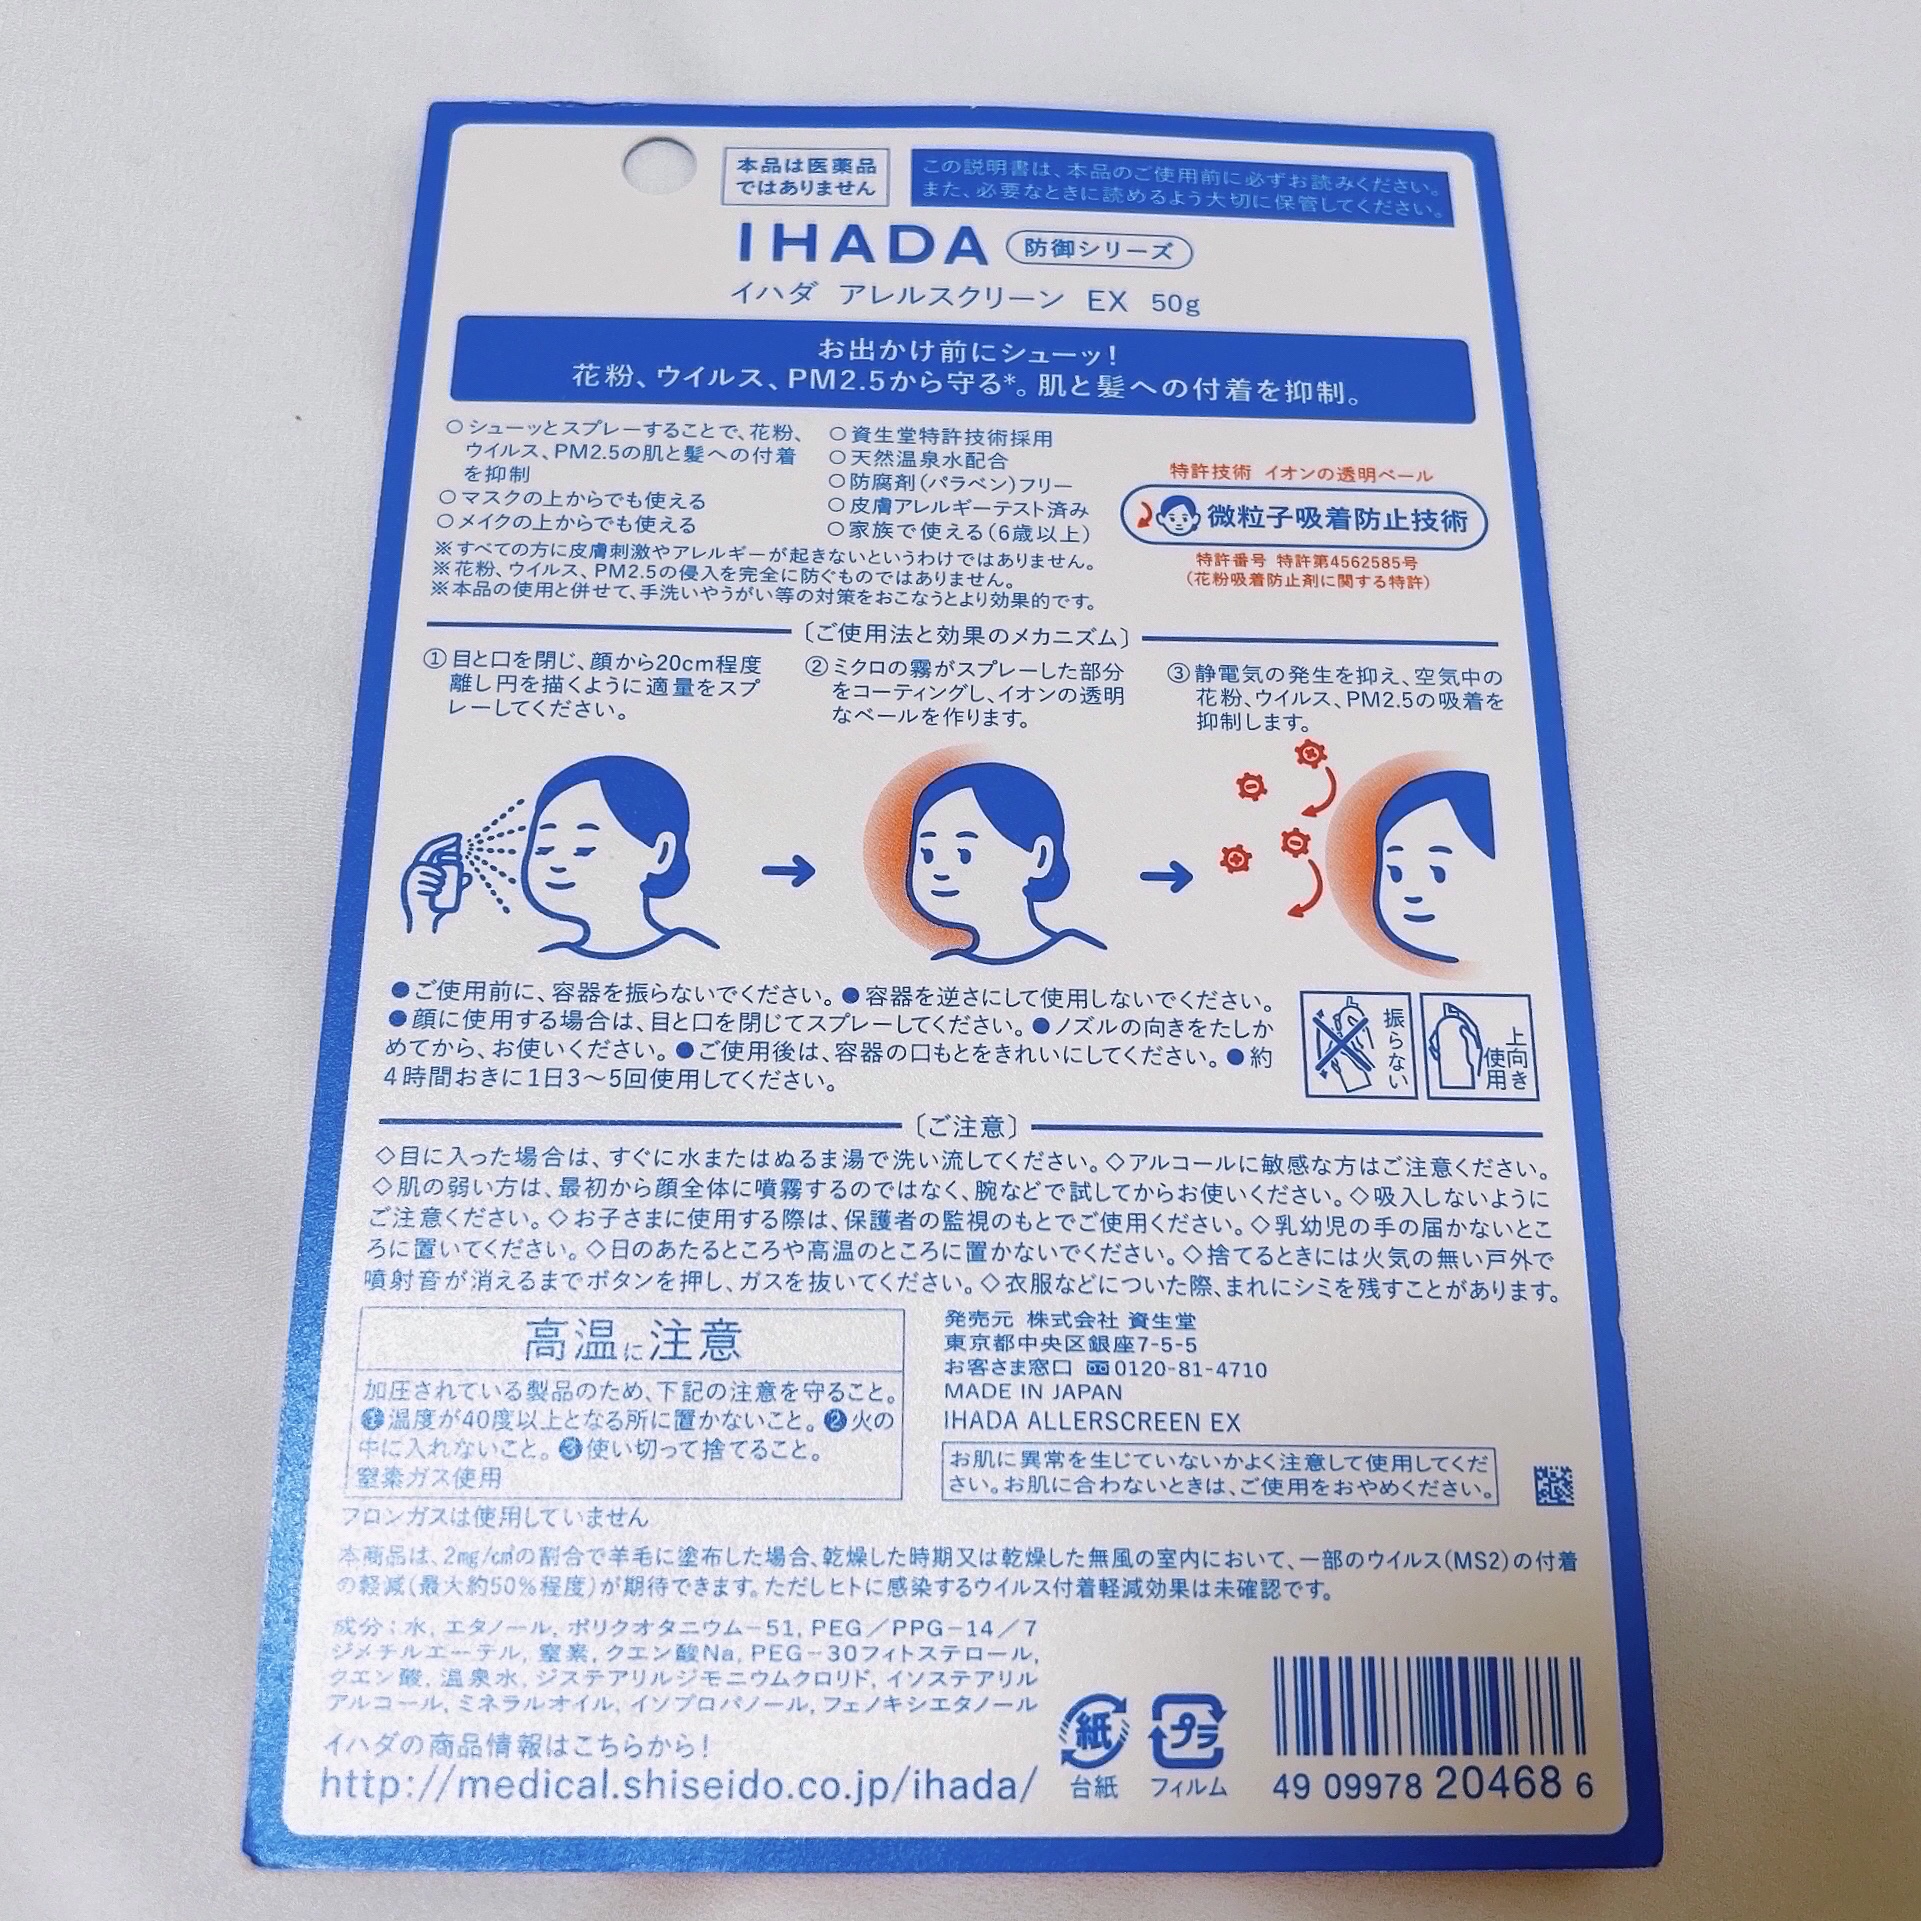 本品は医薬品
ではありません
この説明書は、本品のご使用前に必ずお読みください。
また、必要なときに読めるよう大切に保管してください。
IHADA 防御シリーズ
イハダ アレルスクリーン EX 50g
お出かけ前にシューッ!
花粉、ウイルス、PM2.5から守る*。肌と髪への付着を抑制。
○シューッとスプレーすることで、花粉、
ウイルス、PM2.5の肌と髪への付着
を抑制
○マスクの上からでも使える
○メイクの上からでも使える
○資生堂特許技術採用
○天然温泉水配合
○防腐剤(パラベン)フリー
○皮膚アレルギーテスト済み
○家族で使える(6歳以上)
特許技術 イオンの透明ベール
微粒子吸着防止技術
特許番号 特許第4562585号
(花粉吸着防止剤に関する特許)
※すべての方に皮膚刺激やアレルギーが起きないというわけではありません。
※花粉、ウイルス、PM2.5の侵入を完全に防ぐものではありません。
※本品の使用と併せて、手洗いやうがい等の対策をおこなうとより効果的です。
〔ご使用法と効果のメカニズム〕
①目と口を閉じ、顔から20cm程度
離し円を描くように適量をスプ
レーしてください。
②ミクロの霧がスプレーした部分
をコーティングし、イオンの透明
なベールを作ります。
③静電気の発生を抑え、空気中の
花粉、ウイルス、PM2.5の吸着を
抑制します。
●ご使用前に、容器を振らないでください。●容器を逆さにして使用しないでください。
●顔に使用する場合は、目と口を閉じてスプレーしてください。●ノズルの向きをたしか
めてから、お使いください。●ご使用後は、容器の口もとをきれいにしてください。●約
4時間おきに1日3〜5回使用してください。
振らない
上向き
使用
〔ご注意〕
◇目に入った場合は、すぐに水またはぬるま湯で洗い流してください。◇アルコールに敏感な方はご注意ください。
◇肌の弱い方は、最初から顔全体に噴霧するのではなく、腕などで試してからお使いください。◇吸入しないように
ご注意ください。◇お子さまに使用する際は、保護者の監視のもとでご使用ください。◇乳幼児の手の届かないとこ
ろに置いてください。◇日のあたるところや高温のところに置かないでください。◇捨てるときには火気の無い戸外で
噴射音が消えるまでボタンを押し、ガスを抜いてください。◇衣服などについた際、まれにシミを残すことがあります。
高温に注意
加圧されている製品のため、下記の注意を守ること。
❶温度が40度以上となる所に置かないこと。❷火の
中に入れないこと。❸使い切って捨てること。
窒素ガス使用
フロンガスは使用していません
発売元 株式会社 資生堂
東京都中央区銀座7-5-5
お客さま窓口 0120-81-4710
MADE IN JAPAN
IHADA ALLERSCREEN EX
お肌に異常を生じていないかよく注意して使用してくだ
さい。お肌に合わないときは、ご使用をおやめください。
本商品は、2mg/c㎡の割合で羊毛に塗布した場合、乾燥した時期又は乾燥した無風の室内において、一部のウイルス(MS2)の付着
の軽減(最大約50%程度)が期待できます。ただしヒトに感染するウイルス付着軽減効果は未確認です。
成分:水, エタノール, ポリクオタニウム-51, PEG/PPG-14/7
ジメチルエーテル, 窒素, クエン酸Na, PEG-30フィトステロール,
クエン酸, 温泉水, ジステアリルジモニウムクロリド, イソステアリル
アルコール, ミネラルオイル, イソプロパノール, フェノキシエタノール
イハダの商品情報はこちらから!
http://medical.shiseido.co.jp/ihada/
紙
台紙
プラ
フィルム
49 09978 20468 6